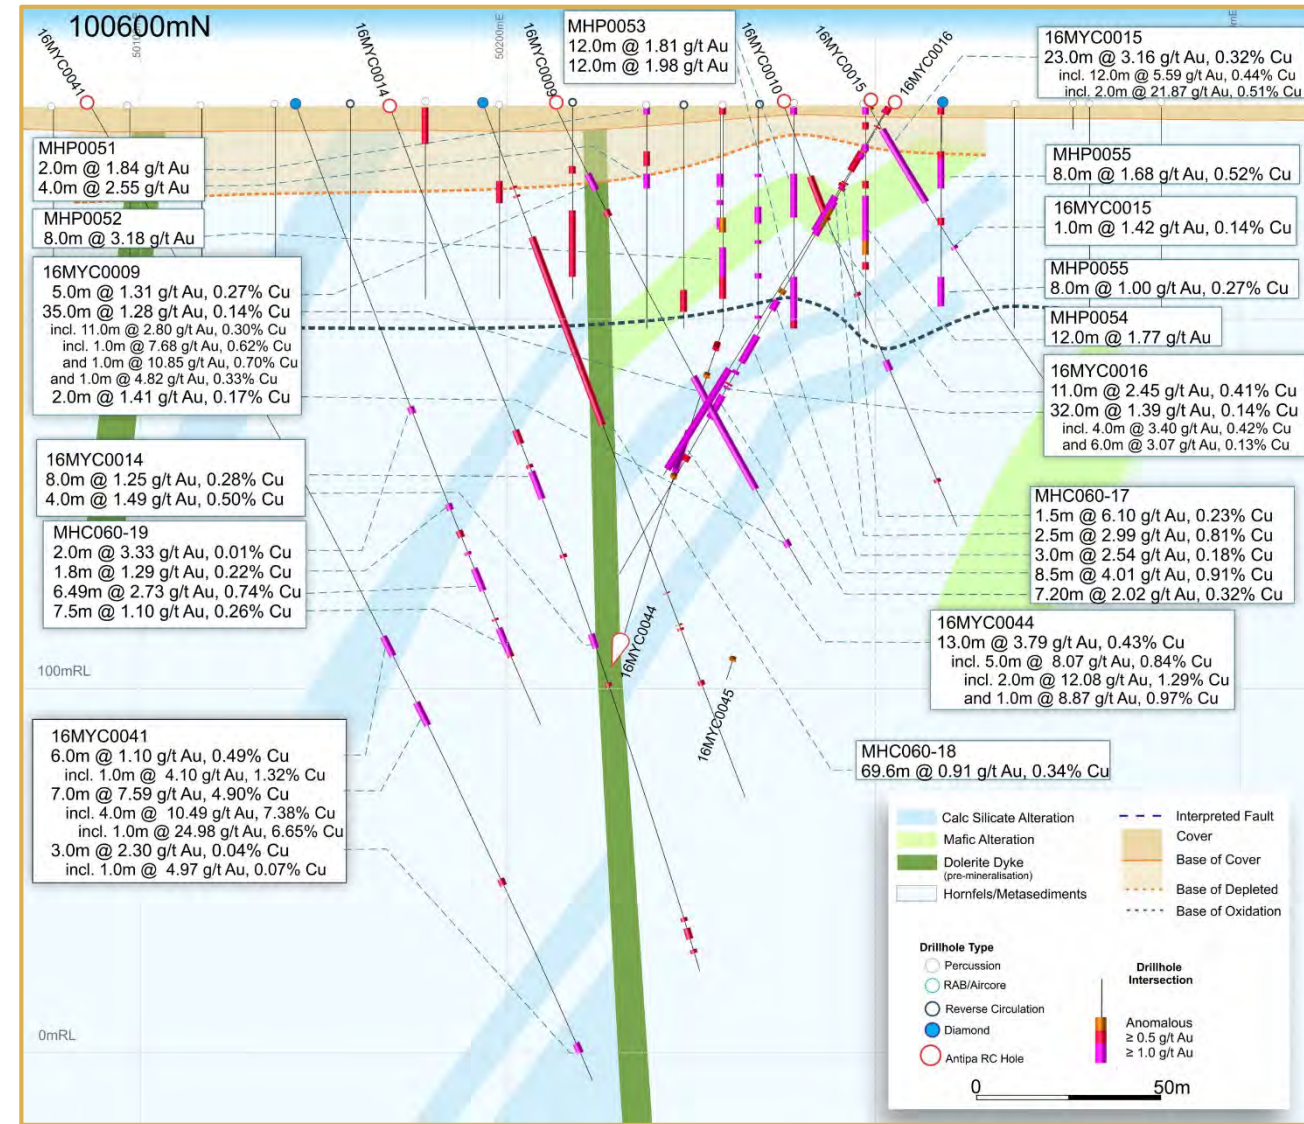 100600mN
50100mE
50200mE
mE
16MYC0041
16MYC0014
16MYC0009
MHP0053
12.0m @ 1.81 g/t Au
12.0m @ 1.98 g/t Au
16MYC0010
16MYC0015
16MYC0016
16MYC0015
23.0m @ 3.16 g/t Au, 0.32% Cu
incl. 12.0m @ 5.59 g/t Au, 0.44% Cu
incl. 2.0m @ 21.87 g/t Au, 0.51% Cu
MHP0051
2.0m @ 1.84 g/t Au
4.0m @ 2.55 g/t Au
MHP0052
8.0m @ 3.18 g/t Au
16MYC0009
5.0m @ 1.31 g/t Au, 0.27% Cu
35.0m @ 1.28 g/t Au, 0.14% Cu
incl. 11.0m @ 2.80 g/t Au, 0.30% Cu
incl. 1.0m @ 7.68 g/t Au, 0.62% Cu
and 1.0m @ 10.85 g/t Au, 0.70% Cu
and 1.0m @ 4.82 g/t Au, 0.33% Cu
2.0m @ 1.41 g/t Au, 0.17% Cu
16MYC0014
8.0m @ 1.25 g/t Au, 0.28% Cu
4.0m @ 1.49 g/t Au, 0.50% Cu
MHC060-19
2.0m @ 3.33 g/t Au, 0.01% Cu
1.8m @ 1.29 g/t Au, 0.22% Cu
6.49m @ 2.73 g/t Au, 0.74% Cu
7.5m @ 1.10 g/t Au, 0.26% Cu
100mRL
16MYC0041
6.0m @ 1.10 g/t Au, 0.49% Cu
incl. 1.0m @ 4.10 g/t Au, 1.32% Cu
7.0m @ 7.59 g/t Au, 4.90% Cu
incl. 4.0m @ 10.49 g/t Au, 7.38% Cu
incl. 1.0m @ 24.98 g/t Au, 6.65% Cu
3.0m @ 2.30 g/t Au, 0.04% Cu
incl. 1.0m @ 4.97 g/t Au, 0.07% Cu
0mRL
MHP0055
8.0m @ 1.68 g/t Au, 0.52% Cu
16MYC0015
1.0m @ 1.42 g/t Au, 0.14% Cu
MHP0055
8.0m @ 1.00 g/t Au, 0.27% Cu
MHP0054
12.0m @ 1.77 g/t Au
16MYC0016
11.0m @ 2.45 g/t Au, 0.41% Cu
32.0m @ 1.39 g/t Au, 0.14% Cu
incl. 4.0m @ 3.40 g/t Au, 0.42% Cu
and 6.0m @ 3.07 g/t Au, 0.13% Cu
MHC060-17
1.5m @ 6.10 g/t Au, 0.23% Cu
2.5m @ 2.99 g/t Au, 0.81% Cu
3.0m @ 2.54 g/t Au, 0.18% Cu
8.5m @ 4.01 g/t Au, 0.91% Cu
7.20m @ 2.02 g/t Au, 0.32% Cu
16MYC0044
13.0m @ 3.79 g/t Au, 0.43% Cu
incl. 5.0m @ 8.07 g/t Au, 0.84% Cu
incl. 2.0m @ 12.08 g/t Au, 1.29% Cu
and 1.0m @ 8.87 g/t Au, 0.97% Cu
16MYC0044
16MYC0045
MHC060-18
69.6m @ 0.91 g/t Au, 0.34% Cu
Calc Silicate Alteration
Mafic Alteration
Dolerite Dyke
(pre-mineralisation)
Hornfels/Metasediments
Interpreted Fault
Cover
Base of Cover
Base of Depleted
Base of Oxidation
Drillhole Type
Percussion
RAB/Aircore
Reverse Circulation
Diamond
Antipa RC Hole
Drillhole
Intersection
Anomalous
≥ 0.5 g/t Au
≥ 1.0 g/t Au
0
50m